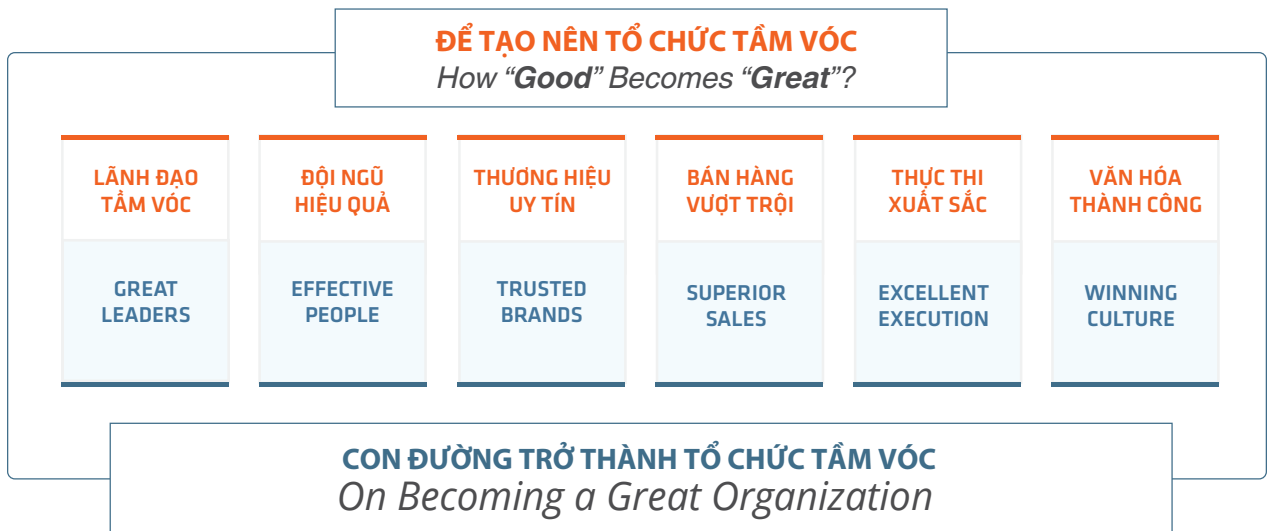 ĐỂ TẠO NÊN TỔ CHỨC TẦM VÓC
How “Good” Becomes “Great”?
LÃNH ĐẠO
TẦM VÓC
GREAT
LEADERS
ĐỘI NGŨ
HIỆU QUẢ
EFFECTIVE
PEOPLE
THƯƠNG HIỆU
UY TÍN
TRUSTED
BRANDS
BÁN HÀNG
VƯỢT TRỘI
SUPERIOR
SALES
THỰC THI
XUẤT SẮC
EXCELLENT
EXECUTION
VĂN HÓA
THÀNH CÔNG
WINNING
CULTURE
CON ĐƯỜNG TRỞ THÀNH TỔ CHỨC TẦM VÓC
On Becoming a Great Organization